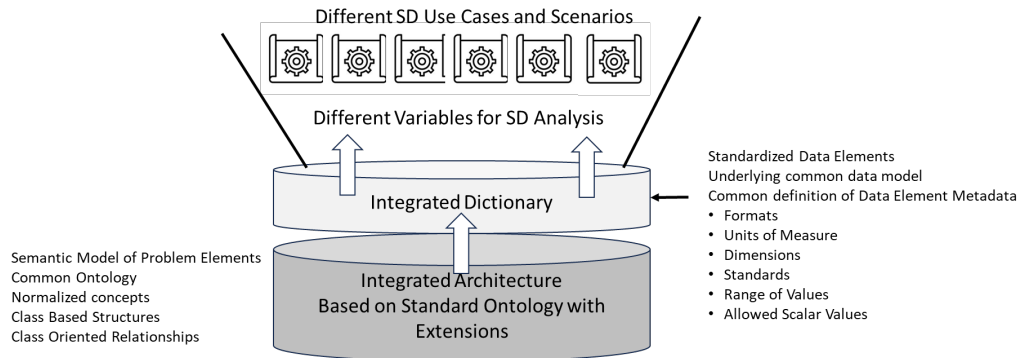 Different SD Use Cases and Scenarios
Different Variables for SD Analysis
Integrated Dictionary
Standardized Data Elements
Underlying common data model
Common definition of Data Element Metadata
• Formats
• Units of Measure
• Dimensions
• Standards
• Range of Values
• Allowed Scalar Values
Semantic Model of Problem Elements
Common Ontology
Normalized concepts
Class Based Structures
Class Oriented Relationships
Integrated Architecture
Based on Standard Ontology with
Extensions